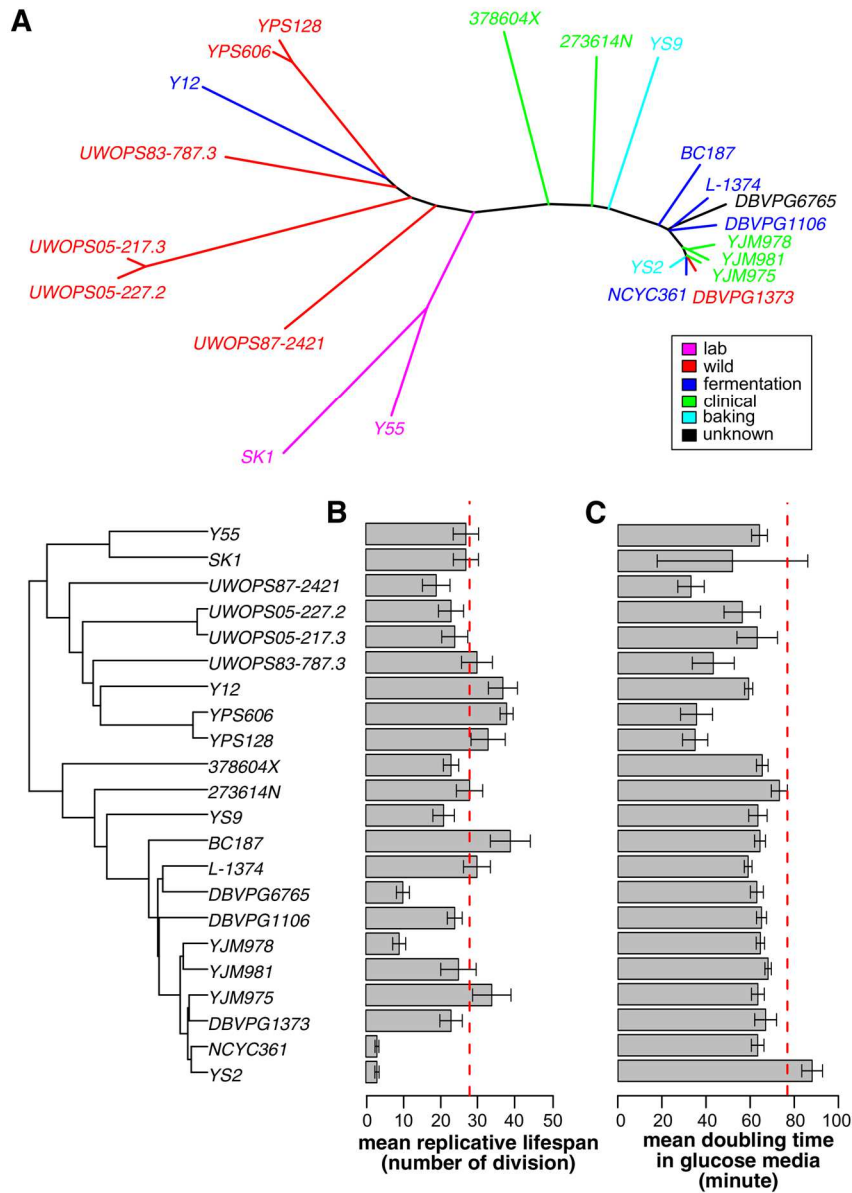 A
YPS128
YPS606
Y12
UWOPS83-787.3
UWOPS05-217.3
UWOPS05-227.2
UWOPS87-2421
SK1
Y55
378604X
273614N
YS9
BC187
L-1374
DBVPG6765
DBVPG1106
YJM978
YJM981
YJM975
YS2
NCYC361
DBVPG1373
lab
wild
fermentation
clinical
baking
unknown
B
C
Y55
SK1
UWOPS87-2421
UWOPS05-227.2
UWOPS05-217.3
UWOPS83-787.3
Y12
YPS606
YPS128
378604X
273614N
YS9
BC187
L-1374
DBVPG6765
DBVPG1106
YJM978
YJM981
YJM975
DBVPG1373
NCYC361
YS2
0 10 20 30 40 50
mean replicative lifespan
(number of division)
0 20 40 60 80 100
mean doubling time
in glucose media
(minute)